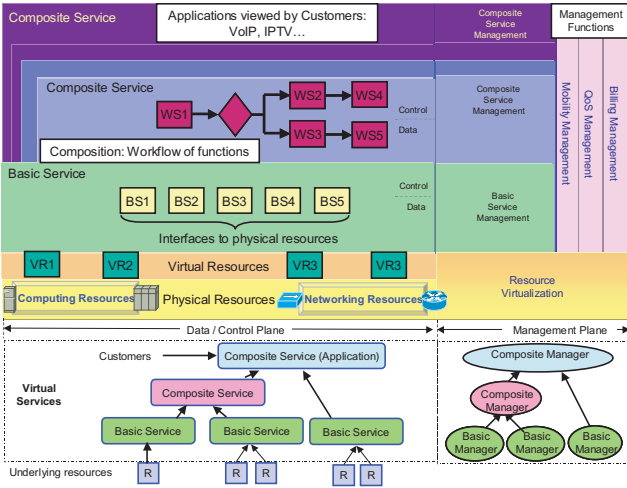 Composite Service
Applications viewed by Customers:
VoIP, IPTV...
Composite
Service
Management
Management
Functions
Composite Service
WS1
WS2
WS4
WS3
WS5
Control
Data
Composite
Service
Management
Mobility Management
QoS Management
Billing Management
Composition: Workflow of functions
Basic Service
BS1
BS2
BS3
BS4
BS5
Control
Data
Basic
Service
Management
Interfaces to physical resources
VR1
VR2
Virtual Resources
VR3
VR3
Computing Resources
Physical Resources
Networking Resources
Resource
Virtualization
Data / Control Plane
Management Plane
Customers
Composite Service (Application)
Composite Manager
Virtual
Services
Composite Service
Composite
Manager
Basic Service
Basic Service
Basic Service
Basic
Manager
Basic
Manager
Basic
Manager
Underlying resources
R
R
R
R
R